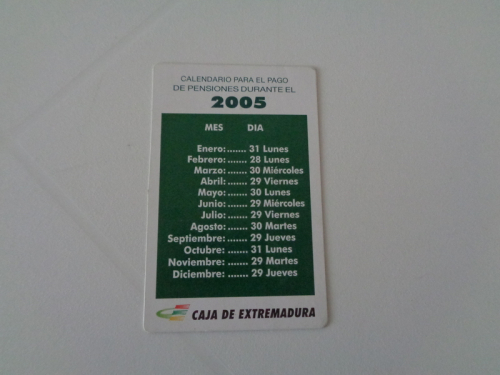 CALENDARIO PARA EL PAGO
DE PENSIONES DURANTE EL
2005
MES DIA
Enero:....... 31 Lunes
Febrero:....... 28 Lunes
Marzo:....... 30 Miércoles
Abril:....... 29 Viernes
Mayo:....... 30 Lunes
Junio:....... 29 Miércoles
Julio:....... 29 Viernes
Agosto:....... 30 Martes
Septiembre:....... 29 Jueves
Octubre:....... 31 Lunes
Noviembre:....... 29 Martes
Diciembre:....... 29 Jueves
CAJA DE EXTREMADURA